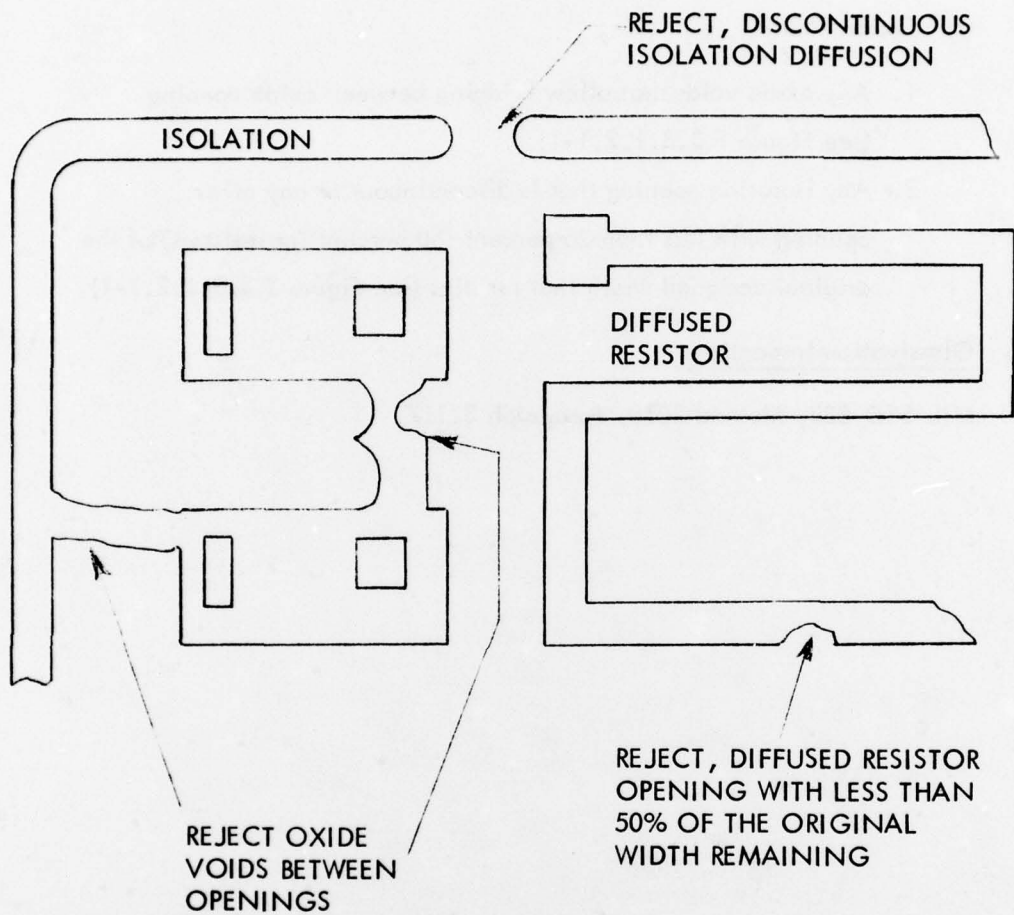 REJECT, DISCONTINUOUS
ISOLATION DIFFUSION
ISOLATION
DIFFUSED
RESISTOR
REJECT OXIDE
VOIDS BETWEEN
OPENINGS
REJECT, DIFFUSED RESISTOR
OPENING WITH LESS THAN
50% OF THE ORIGINAL
WIDTH REMAINING